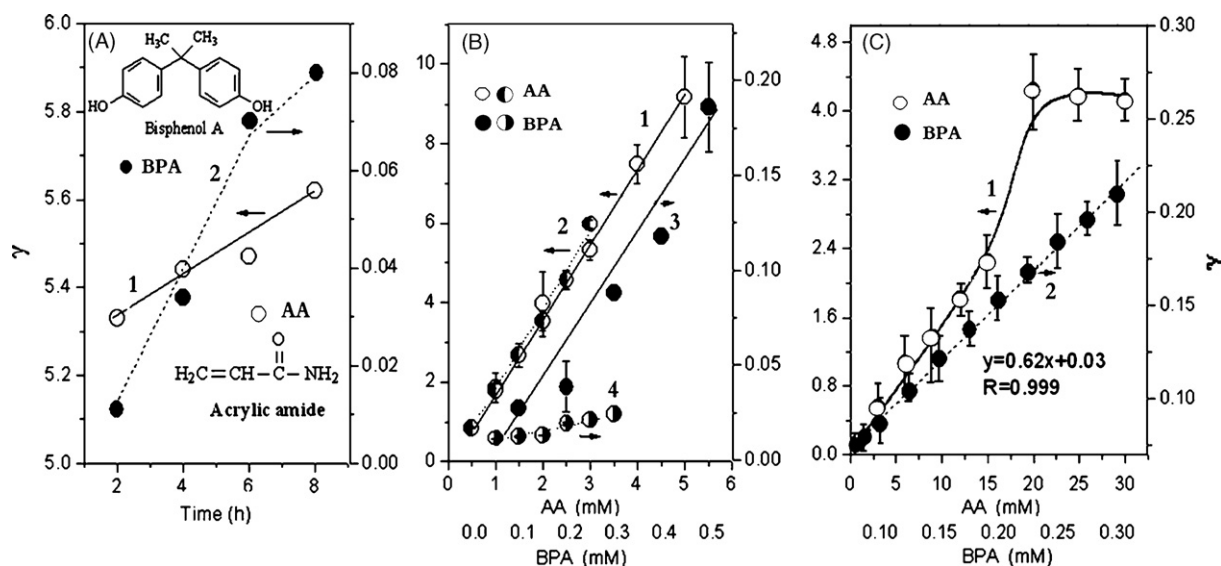 (A)
H₃C
CH₃
HO
OH
Bisphenol A
BPA
2
1
AA
O
H₂C=CH-C-NH₂
Acrylic amide
6.0
5.8
5.6
5.4
5.2
5.0
γ
0.08
0.06
0.04
0.02
0.00
2 4 6 8
Time (h)
(B)
AA
BPA
1
2
3
4
10
8
6
4
2
0
0.20
0.15
0.10
0.05
0.00
0 1 2 3 4 5 6
AA (mM)
0.0 0.1 0.2 0.3 0.4 0.5
BPA (mM)
(C)
AA
BPA
1
2
y=0.62x+0.03
R=0.999
4.8
4.0
3.2
2.4
1.6
0.8
0.0
0.30
0.25
0.20
0.15
0.10
γ
0 5 10 15 20 25 30
AA (mM)
0.10 0.15 0.20 0.25 0.30
BPA (mM)